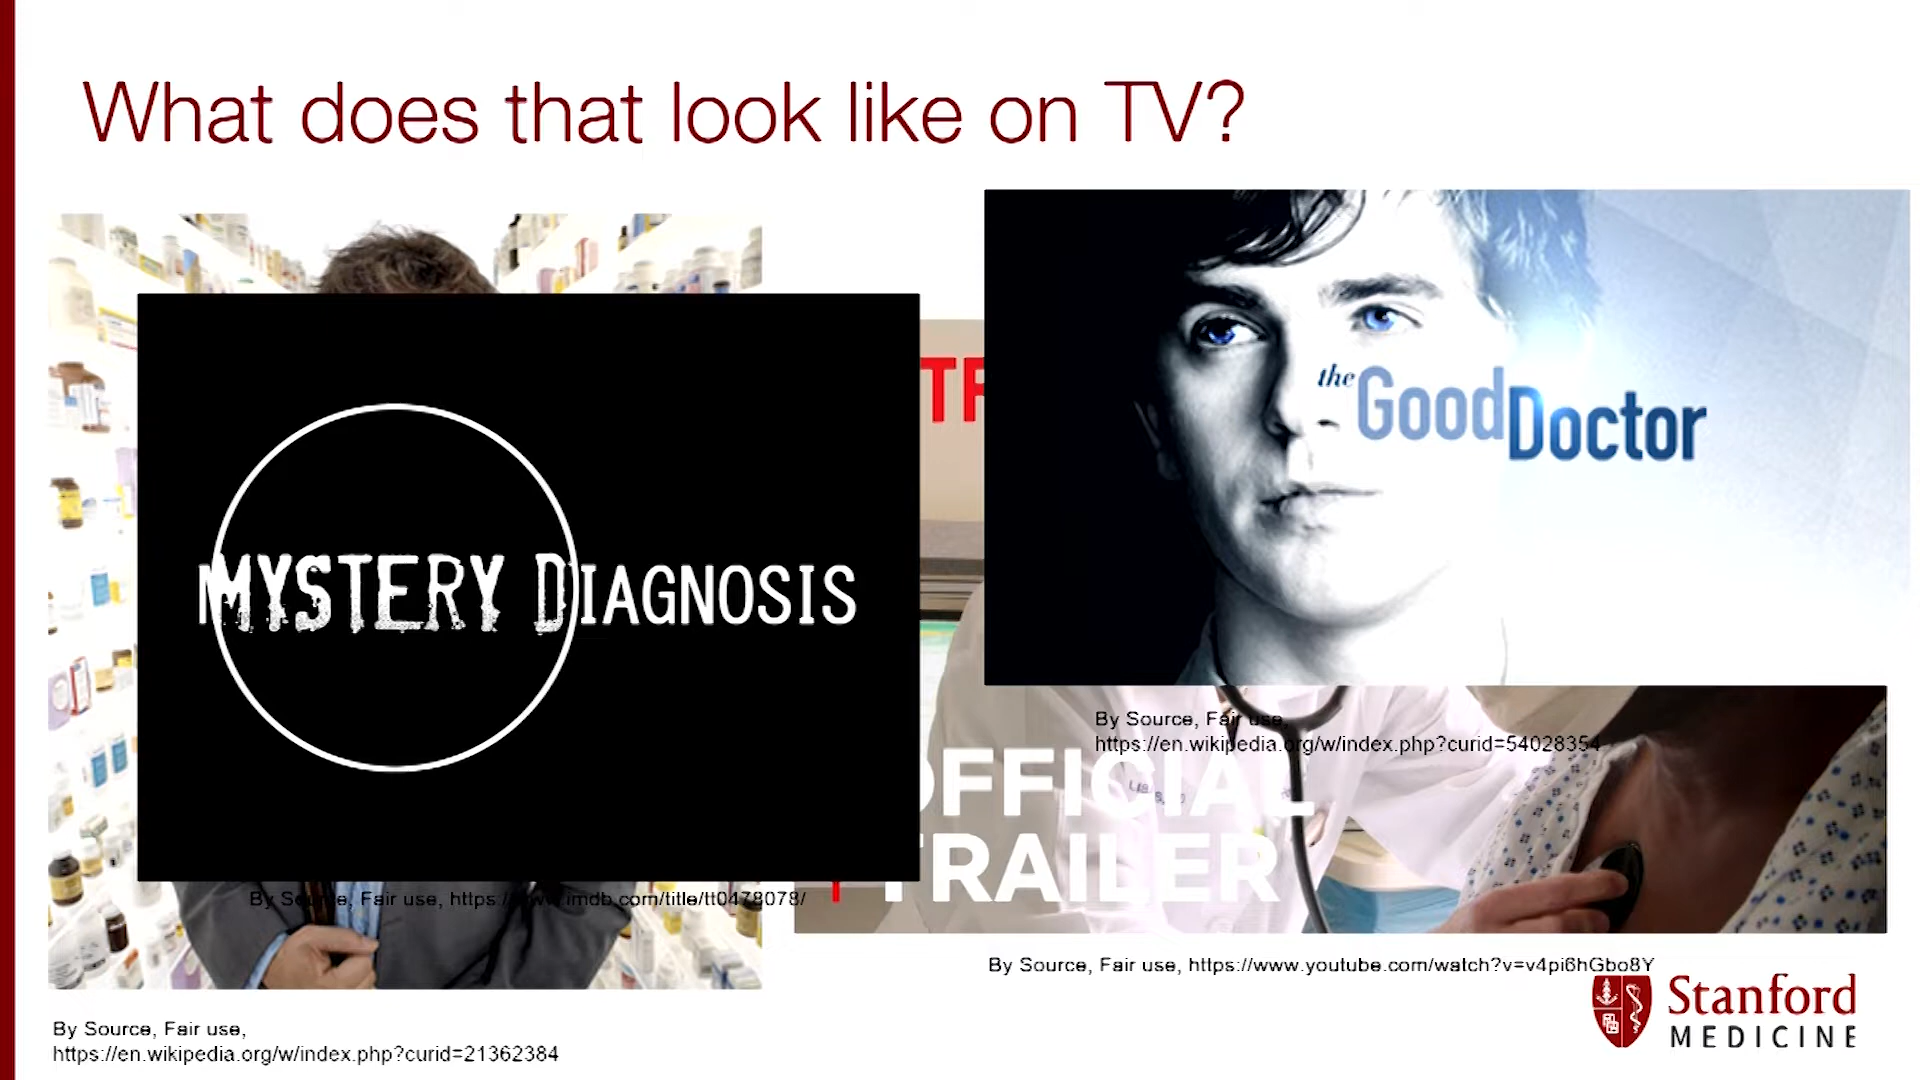 What does that look like on TV?
the Good Doctor
TR
MYSTERY DIAGNOSIS
By Source, Fair use,
https://en.wikipedia.org/w/index.php?curid=54028354
OFFICIAL
TRAILER
By Source, Fair use, https://www.imdb.com/title/tt0478078/
By Source, Fair use, https://www.youtube.com/watch?v=v4pi6hGbo8Y
Stanford
MEDICINE
By Source, Fair use,
https://en.wikipedia.org/w/index.php?curid=21362384